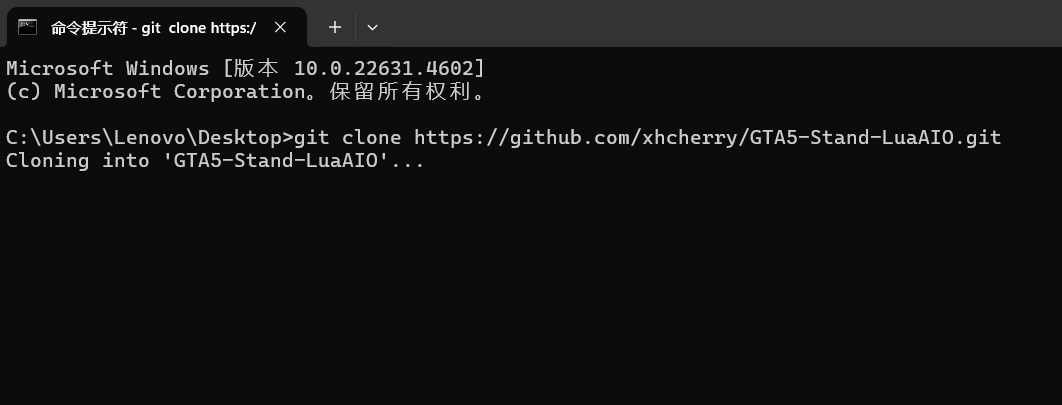 命令提示符 - git  clone https:/
Microsoft Windows [版本 10.0.22631.4602]
(c) Microsoft Corporation。保留所有权利。
C:\Users\Lenovo\Desktop>git clone https://github.com/xhcherry/GTA5-Stand-LuaAIO.git
Cloning into 'GTA5-Stand-LuaAIO'...